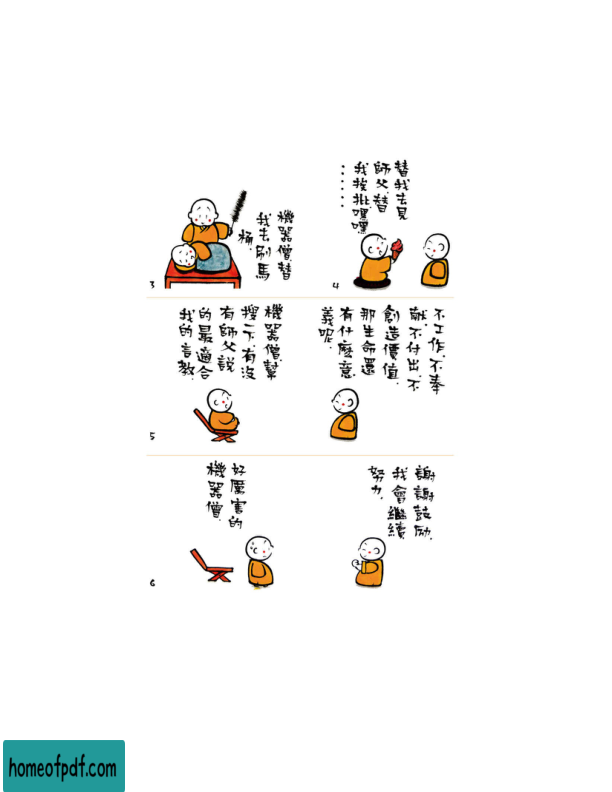 3
機器僧.替
我去刷馬
桶.
4
替我去見
師父.替
我挨批.嘿嘿
.....
5
機器僧.幫
搜一下.有沒
有師父說
的最適合
我的言教.
不工作.不奉
獻.不付出.不
創造價值.
那生命還
有什麼意
義呢.
6
好厲害的
機器僧.
謝謝鼓励.
我會繼續
努力.
homeofpdf.com